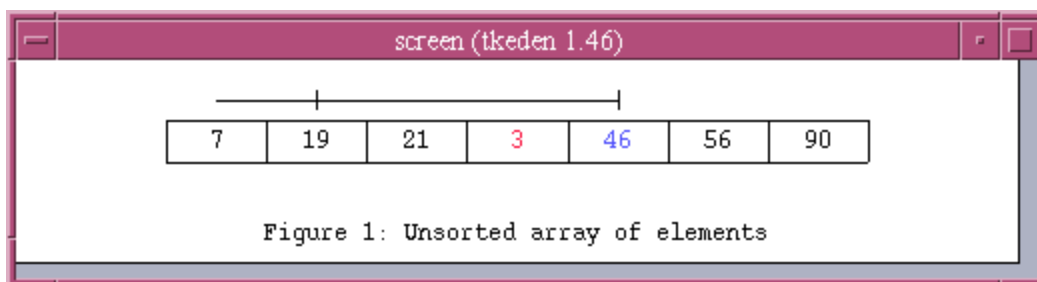 screen (tkeden 1.46)
7 19 21 3 46 56 90
Figure 1: Unsorted array of elements